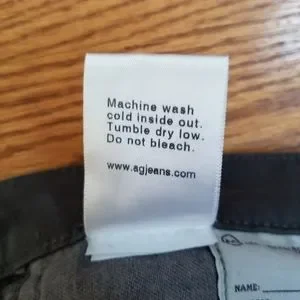 Machine wash
cold inside out.
Tumble dry low.
Do not bleach.
www.agjeans.com
NAME: